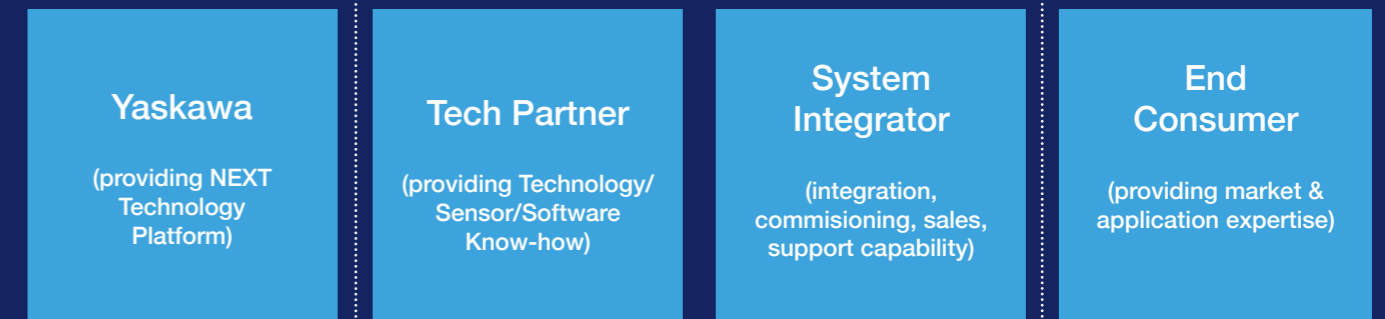 Yaskawa
(providing NEXT
Technology
Platform)
Tech Partner
(providing Technology/
Sensor/Software
Know-how)
System
Integrator
(integration,
commisioning, sales,
support capability)
End
Consumer
(providing market &
application expertise)